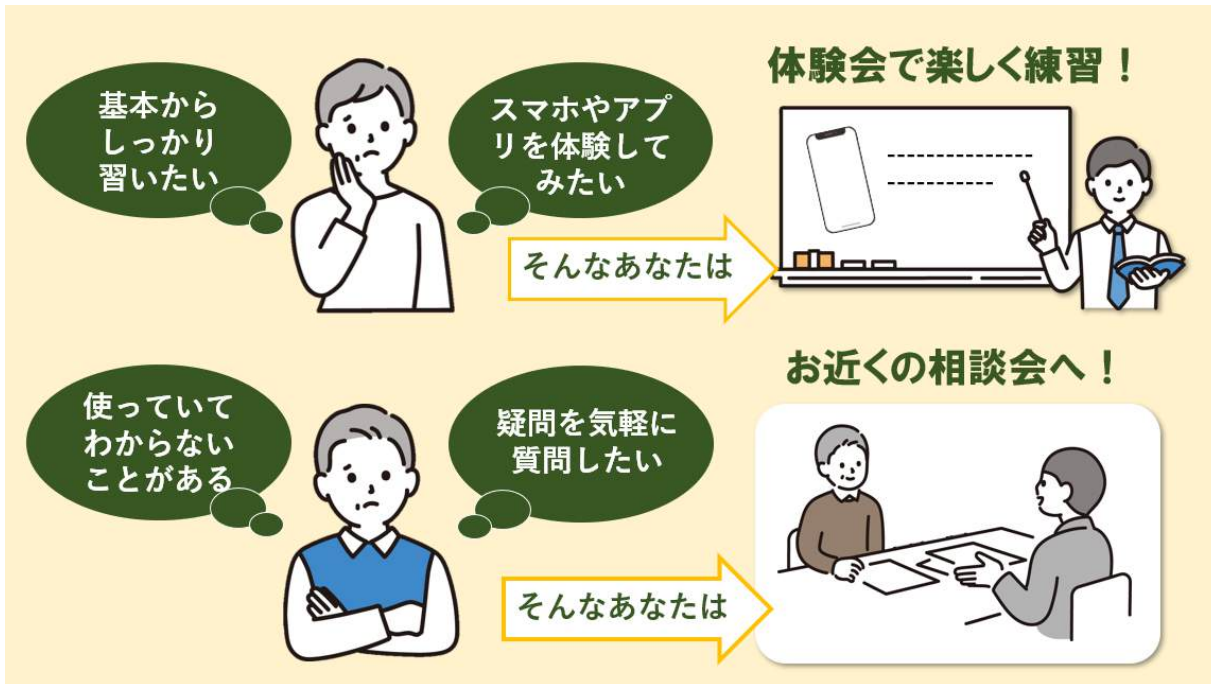 基本から
しっかり
習いたい
スマホやアプ
リを体験して
みたい
そんなあなたは
体験会で楽しく練習！
使っていて
わからない
ことがある
疑問を気軽に
質問したい
そんなあなたは
お近くの相談会へ！